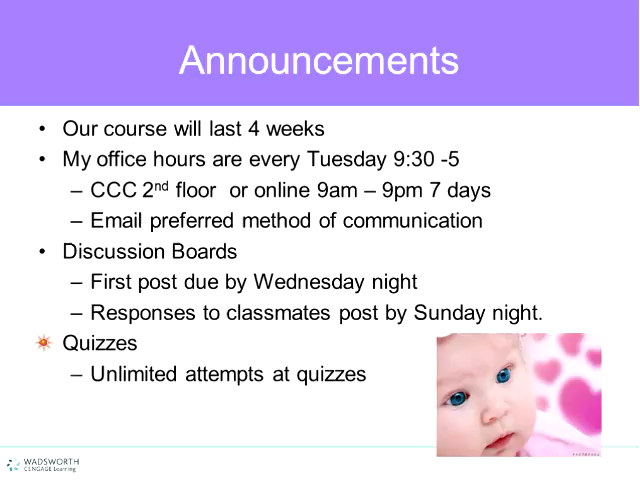 Announcements
• Our course will last 4 weeks
• My office hours are every Tuesday 9:30 -5
– CCC 2nd floor or online 9am – 9pm 7 days
– Email preferred method of communication
• Discussion Boards
– First post due by Wednesday night
– Responses to classmates post by Sunday night.
Quizzes
– Unlimited attempts at quizzes
WADSWORTH
CENGAGE Learning